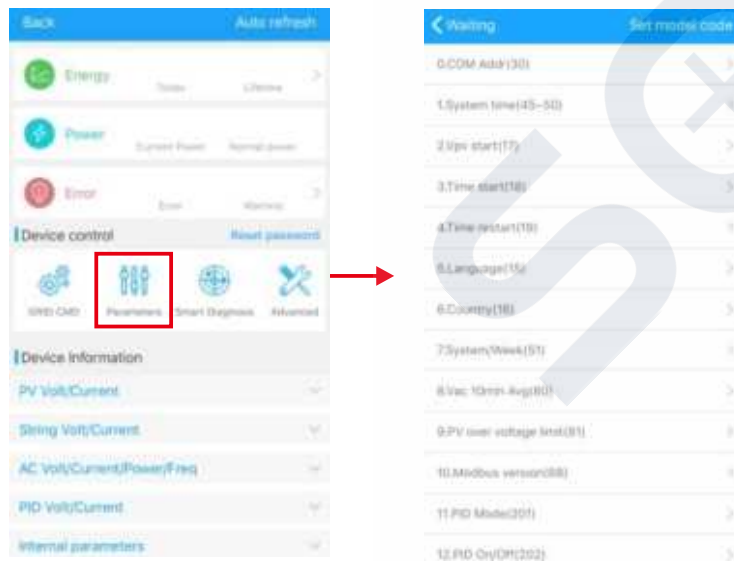 Back Auto refresh
Energy
Today Lifetime
Power
Current Power Normal power
Error
Error Warning
Device control Reset password
GRID CMD Parameters Smart Diagnosis Advanced
Device Information
PV Volt/Current
String Volt/Current
AC Volt/Current/Power/Freq
PID Volt/Current
Internal parameters
Waiting Set model code
0.COM Addr(30)
1.System time(45~50)
2.Vpv start(17)
3.Time start(18)
4.Time restart(19)
5.Language(15)
6.Country(16)
7.System/Week(51)
8.Vac 10min Avg(80)
9.PV over voltage limit(81)
10.Modbus version(88)
11.PID Mode(201)
12.PID On/Off(202)